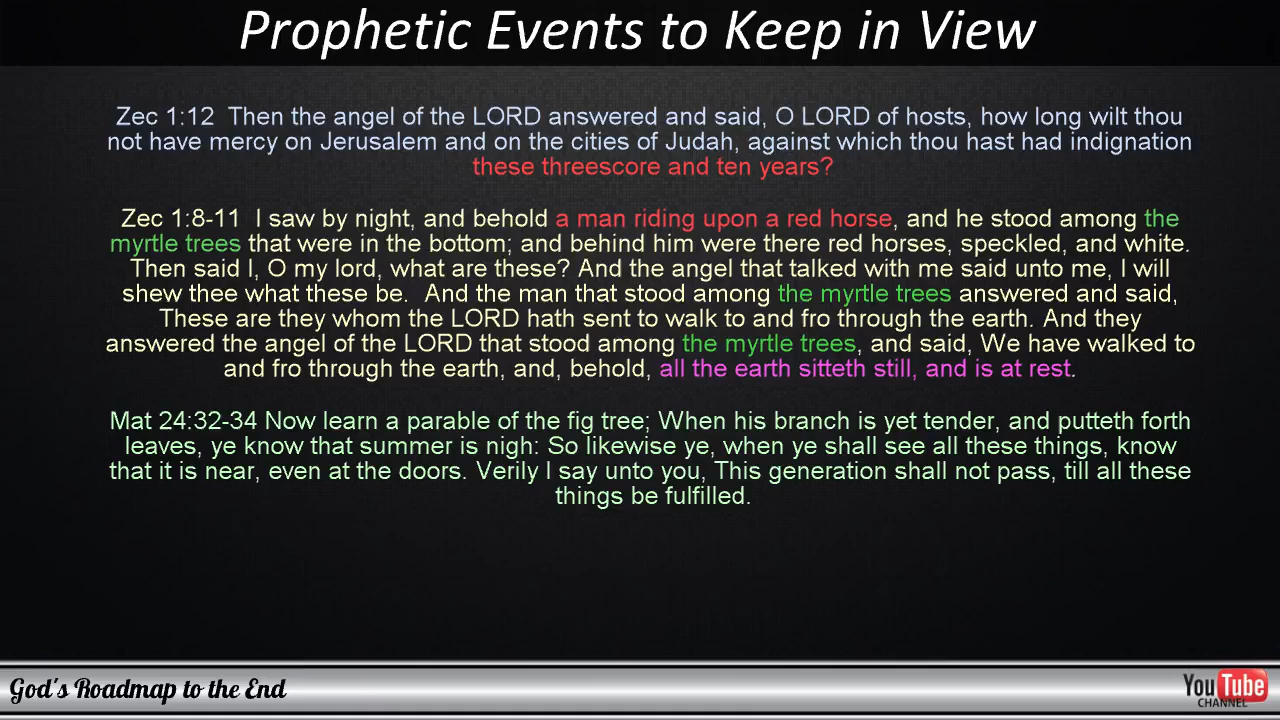 Prophetic Events to Keep in View
Zec 1:12  Then the angel of the LORD answered and said, O LORD of hosts, how long wilt thou
not have mercy on Jerusalem and on the cities of Judah, against which thou hast had indignation
these threescore and ten years?
Zec 1:8-11  I saw by night, and behold a man riding upon a red horse, and he stood among the
myrtle trees that were in the bottom; and behind him were there red horses, speckled, and white.
Then said I, O my lord, what are these? And the angel that talked with me said unto me, I will
shew thee what these be.  And the man that stood among the myrtle trees answered and said,
These are they whom the LORD hath sent to walk to and fro through the earth. And they
answered the angel of the LORD that stood among the myrtle trees, and said, We have walked to
and fro through the earth, and, behold, all the earth sitteth still, and is at rest.
Mat 24:32-34 Now learn a parable of the fig tree; When his branch is yet tender, and putteth forth
leaves, ye know that summer is nigh: So likewise ye, when ye shall see all these things, know
that it is near, even at the doors. Verily I say unto you, This generation shall not pass, till all these
things be fulfilled.
God's Roadmap to the End
YouTube
CHANNEL